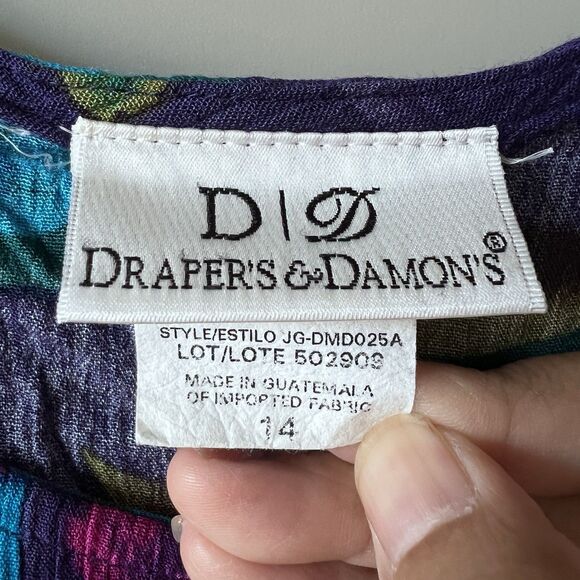 D | D
DRAPER'S & DAMON'S®
STYLE/ESTILO JG-DMD025A
LOT/LOTE 502909
MADE IN GUATEMALA
OF IMPORTED FABRIC
14